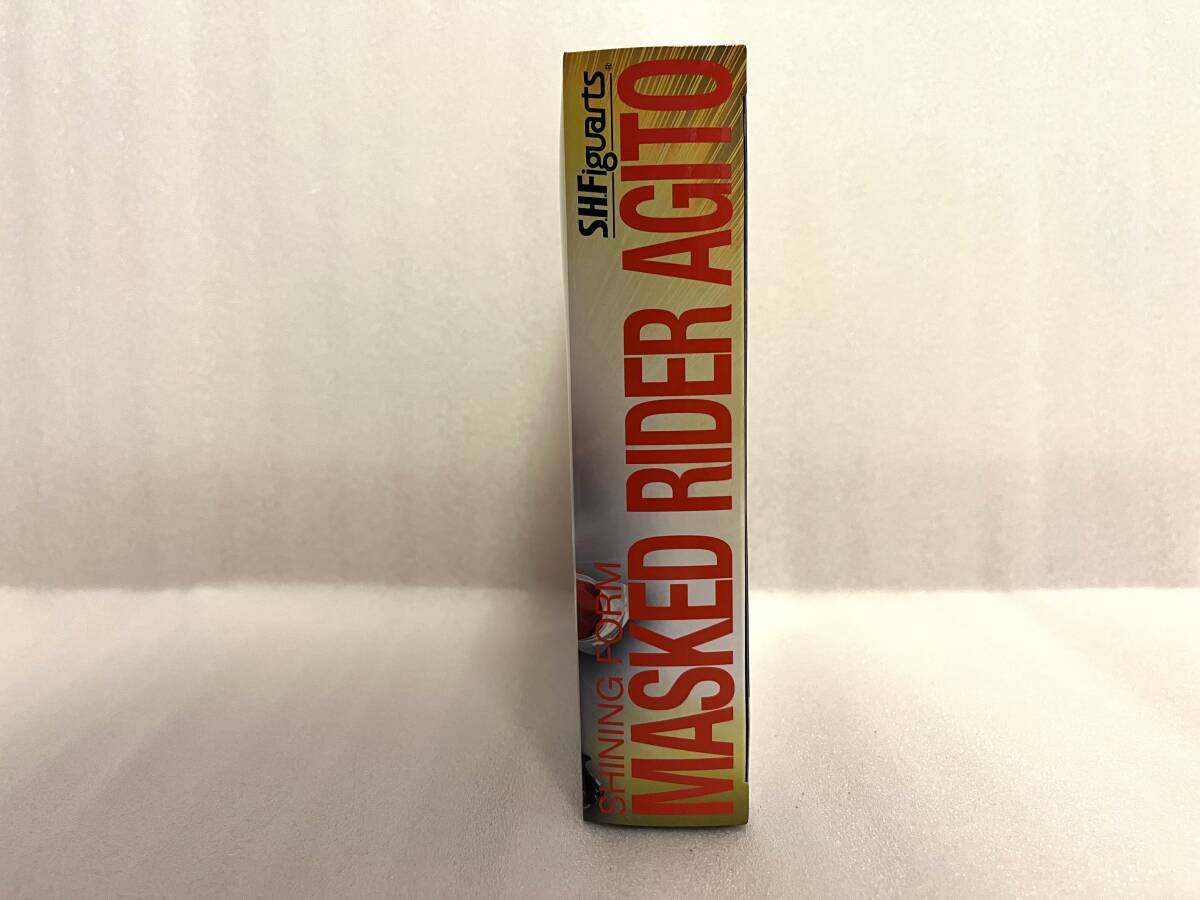 S.H.Figuarts®
SHINING FORM
MASKED RIDER AGITO